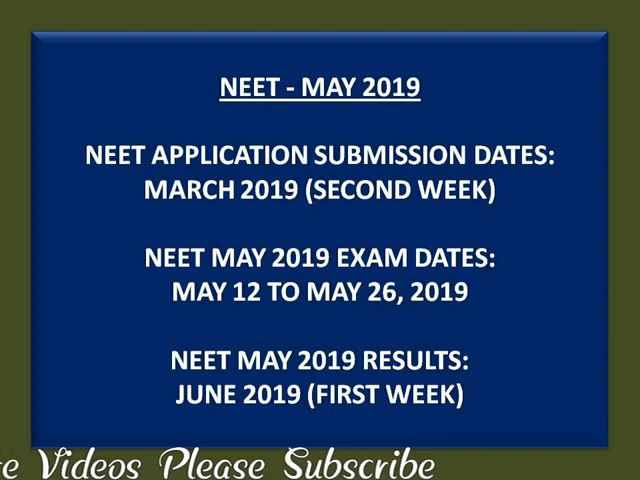 NEET - MAY 2019
NEET APPLICATION SUBMISSION DATES:
MARCH 2019 (SECOND WEEK)
NEET MAY 2019 EXAM DATES:
MAY 12 TO MAY 26, 2019
NEET MAY 2019 RESULTS:
JUNE 2019 (FIRST WEEK)
Videos Please Subscribe